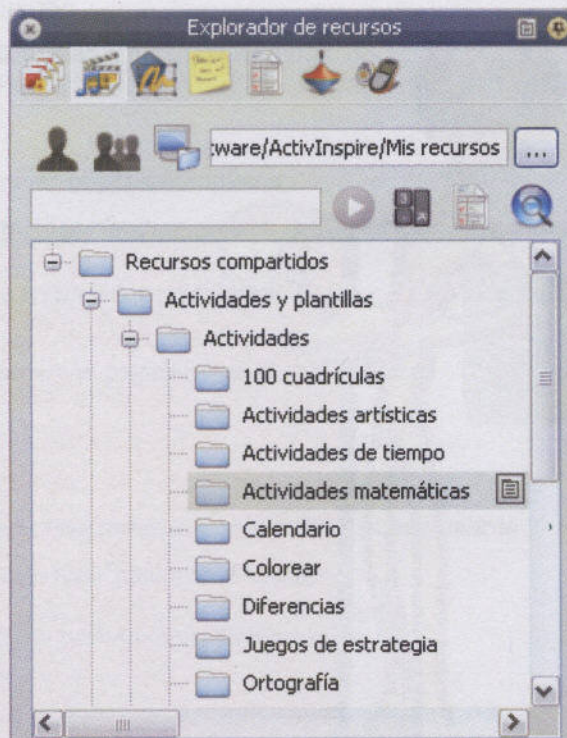 Explorador de recursos
:ware/ActivInspire/Mis recursos
...
Recursos compartidos
Actividades y plantillas
Actividades
100 cuadrículas
Actividades artísticas
Actividades de tiempo
Actividades matemáticas
Calendario
Colorear
Diferencias
Juegos de estrategia
Ortografía